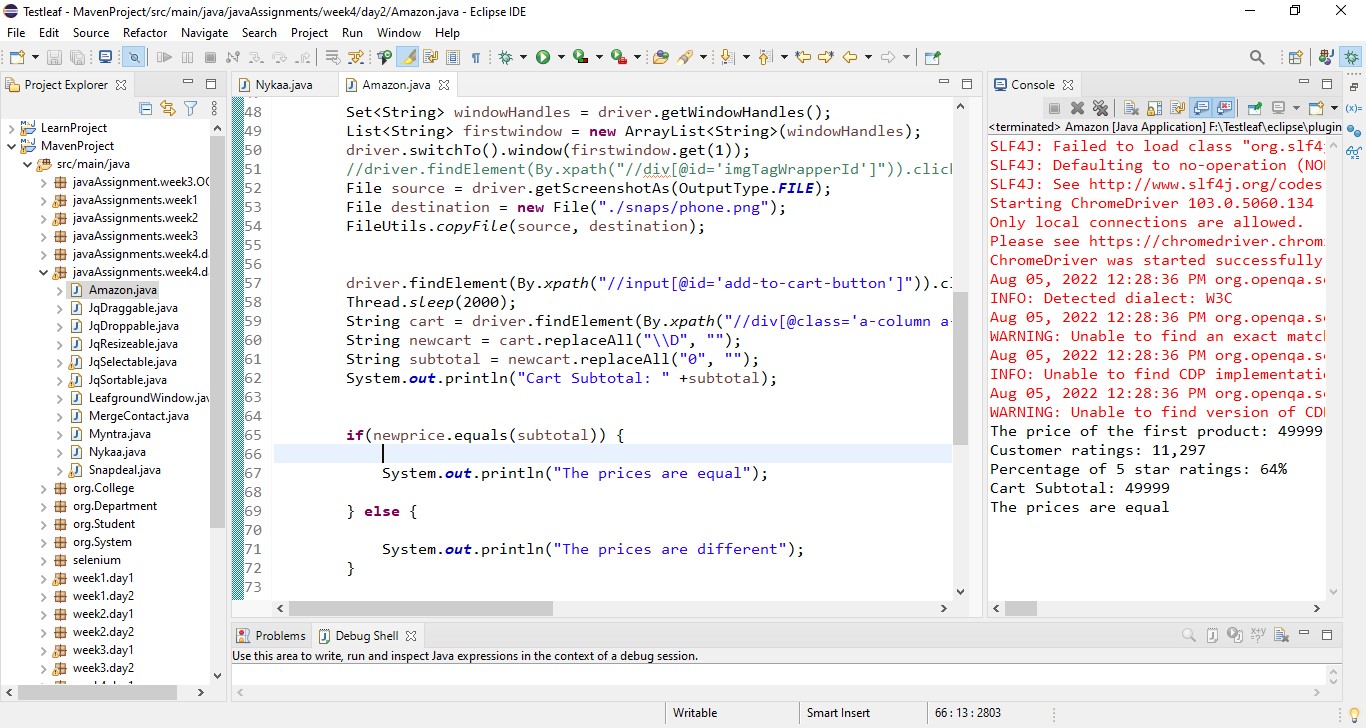 Testleaf - MavenProject/src/main/java/javaAssignments/week4/day2/Amazon.java - Eclipse IDE
File Edit Source Refactor Navigate Search Project Run Window Help
Project Explorer
LearnProject
MavenProject
src/main/java
javaAssignment.week3.OO
javaAssignments.week1
javaAssignments.week2
javaAssignments.week3
javaAssignments.week4.d
javaAssignments.week4.d
Amazon.java
JqDraggable.java
JqDroppable.java
JqResizeable.java
JqSelectable.java
JqSortable.java
LeafgroundWindow.jav
MergeContact.java
Myntra.java
Nykaa.java
Snapdeal.java
org.College
org.Department
org.Student
org.System
selenium
week1.day1
week1.day2
week2.day1
week2.day2
week3.day1
week3.day2
Nykaa.java Amazon.java
48 Set<String> windowHandles = driver.getWindowHandles();
49 List<String> firstwindow = new ArrayList<String>(windowHandles);
50 driver.switchTo().window(firstwindow.get(1));
51 //driver.findElement(By.xpath("//div[@id='imgTagWrapperId']")).click
52 File source = driver.getScreenshotAs(OutputType.FILE);
53 File destination = new File("./snaps/phone.png");
54 FileUtils.copyFile(source, destination);
55
56
57 driver.findElement(By.xpath("//input[@id='add-to-cart-button']")).cl
58 Thread.sleep(2000);
59 String cart = driver.findElement(By.xpath("//div[@class='a-column a-
60 String newcart = cart.replaceAll("\\D", "");
61 String subtotal = newcart.replaceAll("0", "");
62 System.out.println("Cart Subtotal: " +subtotal);
63
64
65 if(newprice.equals(subtotal)) {
66
67 System.out.println("The prices are equal");
68
69 } else {
70
71 System.out.println("The prices are different");
72 }
73
Console
<terminated> Amazon [Java Application] F:\Testleaf\eclipse\plugin
SLF4J: Failed to load class "org.slf4
SLF4J: Defaulting to no-operation (NO
SLF4J: See http://www.slf4j.org/codes
Starting ChromeDriver 103.0.5060.134
Only local connections are allowed.
Please see https://chromedriver.chrom
ChromeDriver was started successfully
Aug 05, 2022 12:28:36 PM org.openqa.s
INFO: Detected dialect: W3C
Aug 05, 2022 12:28:36 PM org.openqa.s
WARNING: Unable to find an exact matc
Aug 05, 2022 12:28:36 PM org.openqa.s
INFO: Unable to find CDP implementati
Aug 05, 2022 12:28:36 PM org.openqa.s
WARNING: Unable to find version of CD
The price of the first product: 49999
Customer ratings: 11,297
Percentage of 5 star ratings: 64%
Cart Subtotal: 49999
The prices are equal
Problems Debug Shell
Use this area to write, run and inspect Java expressions in the context of a debug session.
Writable Smart Insert 66 : 13 : 2803